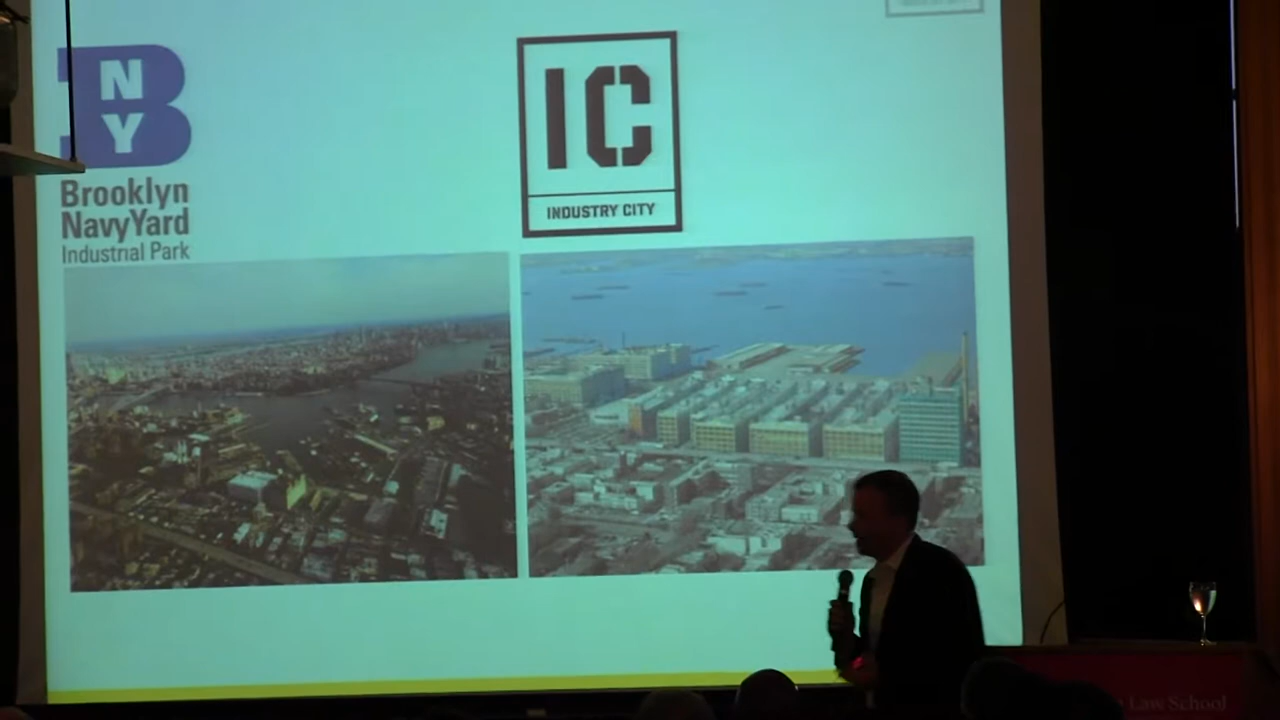 N
Y
Brooklyn
NavyYard
Industrial Park
IC
INDUSTRY CITY
Law School